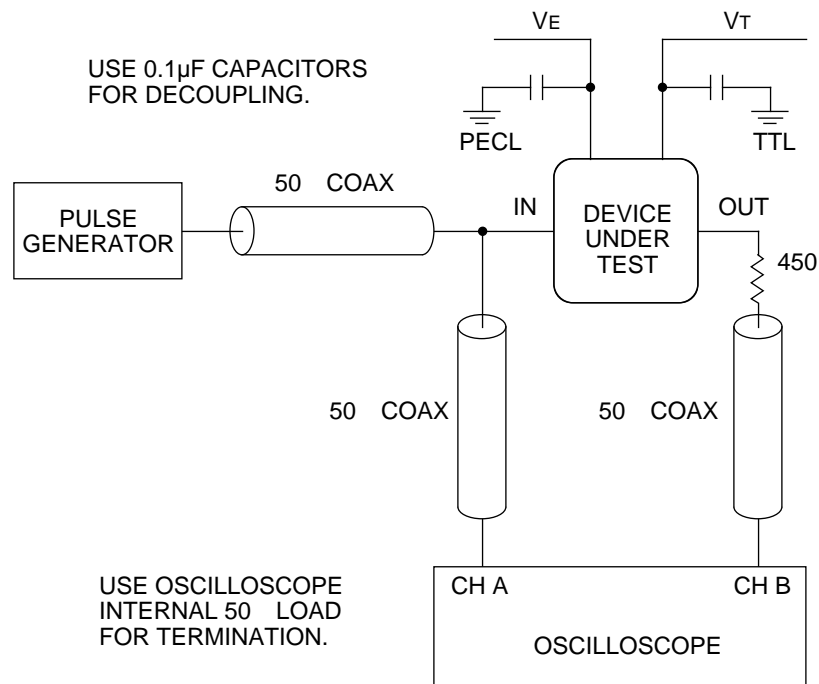 VE
VT
USE 0.1µF CAPACITORS
FOR DECOUPLING.
PECL
TTL
50 COAX
PULSE
GENERATOR
IN
DEVICE
UNDER
TEST
OUT
450
50 COAX
50 COAX
USE OSCILLOSCOPE
INTERNAL 50 LOAD
FOR TERMINATION.
CH A
CH B
OSCILLOSCOPE